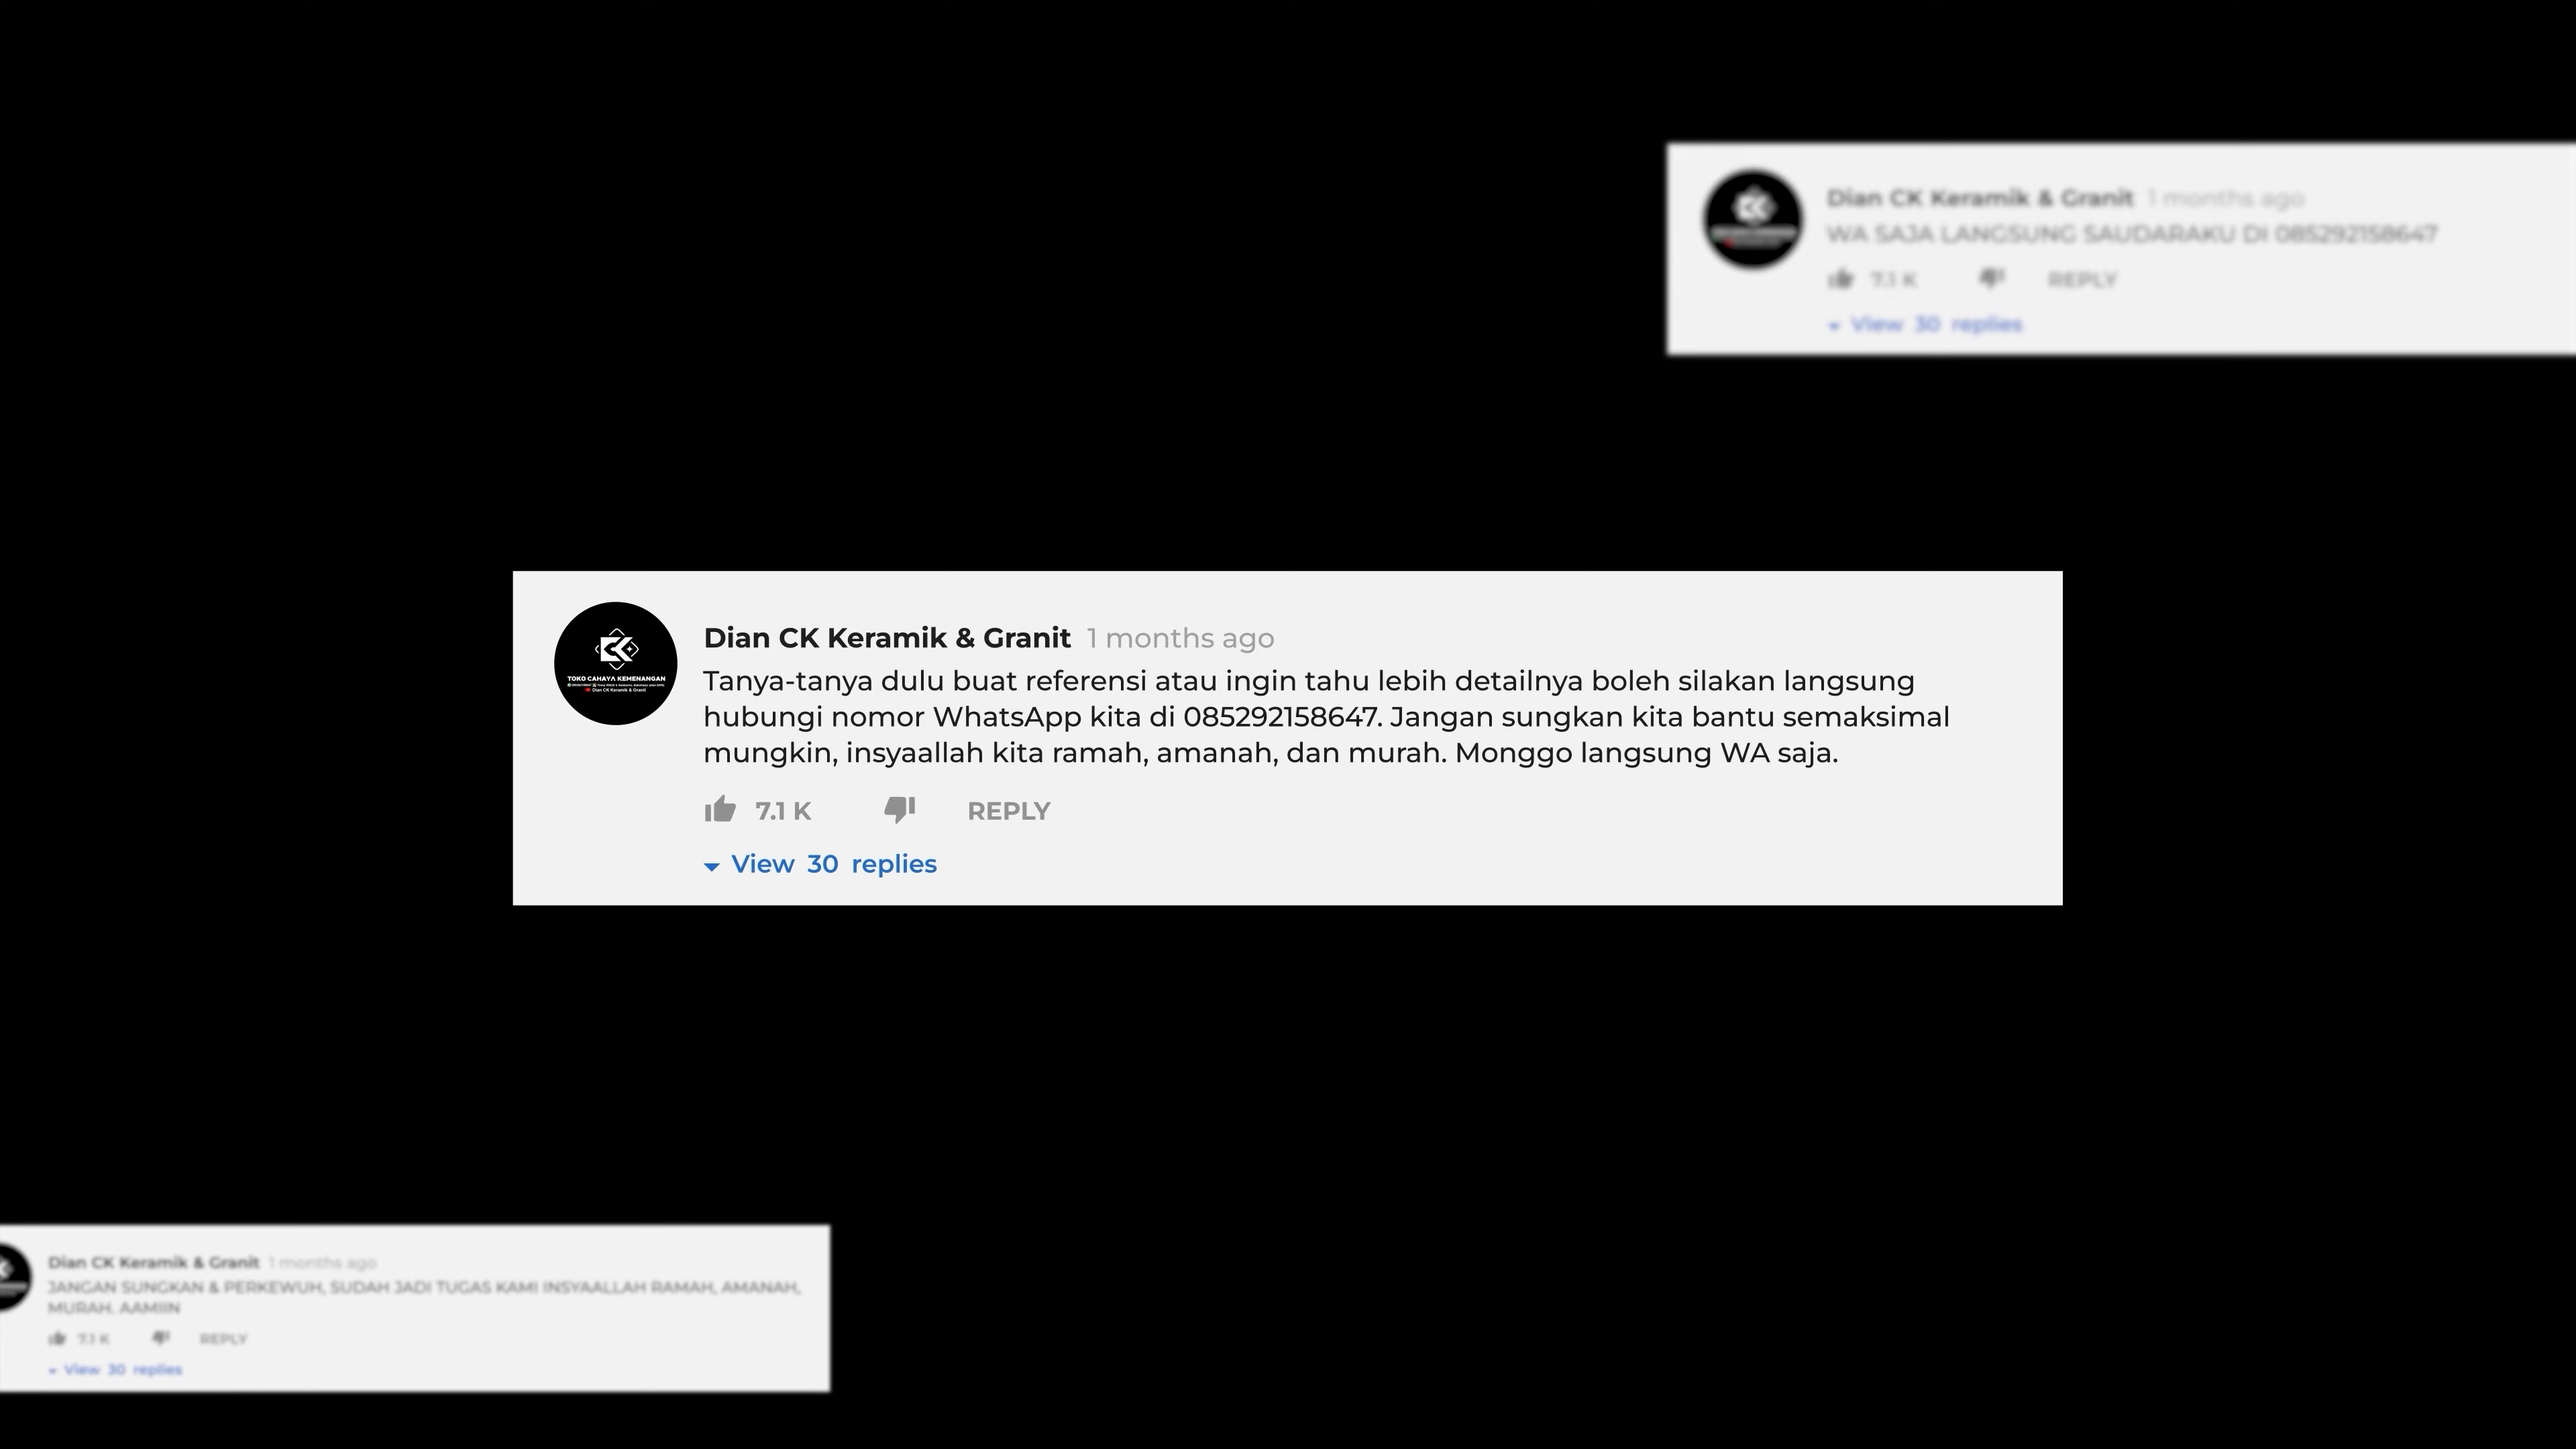 Dian CK Keramik & Granit 1 months ago
WA SAJA LANGSUNG SAUDARAKU DI 085292158647
7.1 K REPLY
View 30 replies
TOKO CAHAYA KEMENANGAN
Dian CK Keramik & Granit
Dian CK Keramik & Granit 1 months ago
Tanya-tanya dulu buat referensi atau ingin tahu lebih detailnya boleh silakan langsung
hubungi nomor WhatsApp kita di 085292158647. Jangan sungkan kita bantu semaksimal
mungkin, insyaallah kita ramah, amanah, dan murah. Monggo langsung WA saja.
7.1 K REPLY
View 30 replies
Dian CK Keramik & Granit 1 months ago
JANGAN SUNGKAN & PERKEWUH, SUDAH JADI TUGAS KAMI INSYAALLAH RAMAH, AMANAH,
MURAH. AAMIIN
7.1 K REPLY
View 30 replies